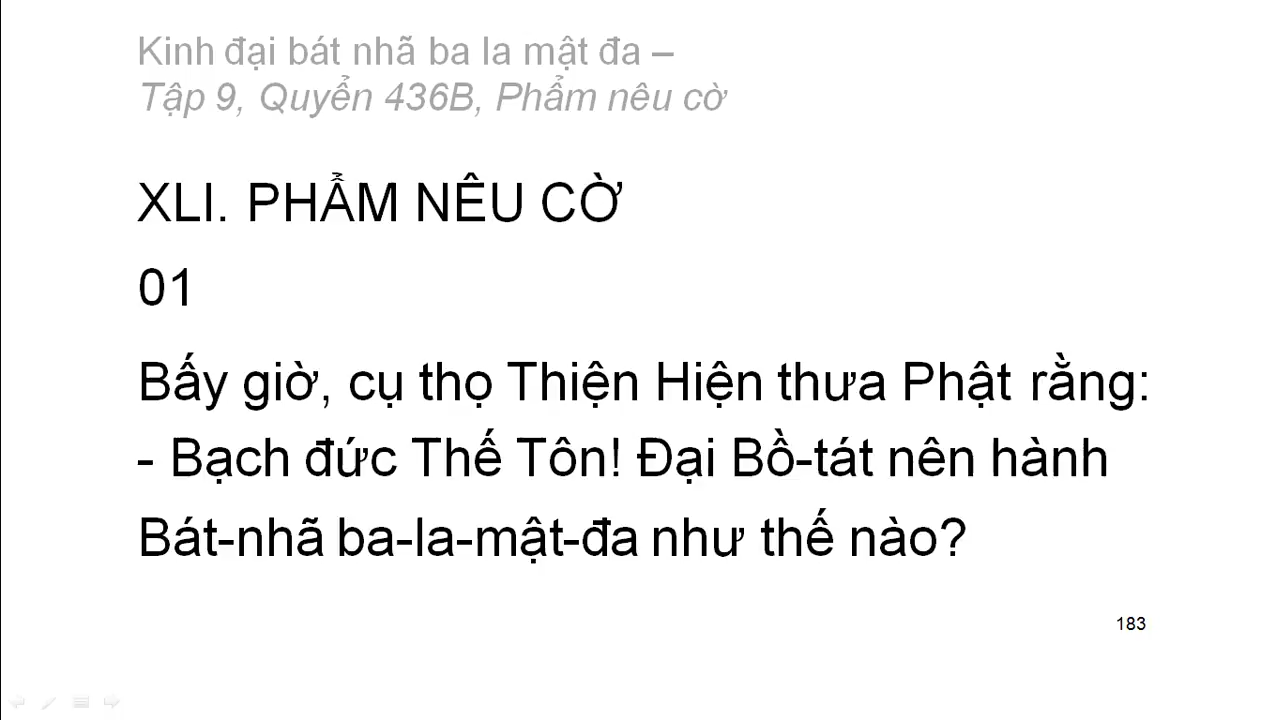 Kinh đại bát nhã ba la mật đa –
Tập 9, Quyển 436B, Phẩm nêu cờ
XLI. PHẨM NÊU CỜ
01
Bấy giờ, cụ thọ Thiện Hiện thưa Phật rằng:
- Bạch đức Thế Tôn! Đại Bồ-tát nên hành
Bát-nhã ba-la-mật-đa như thế nào?
183